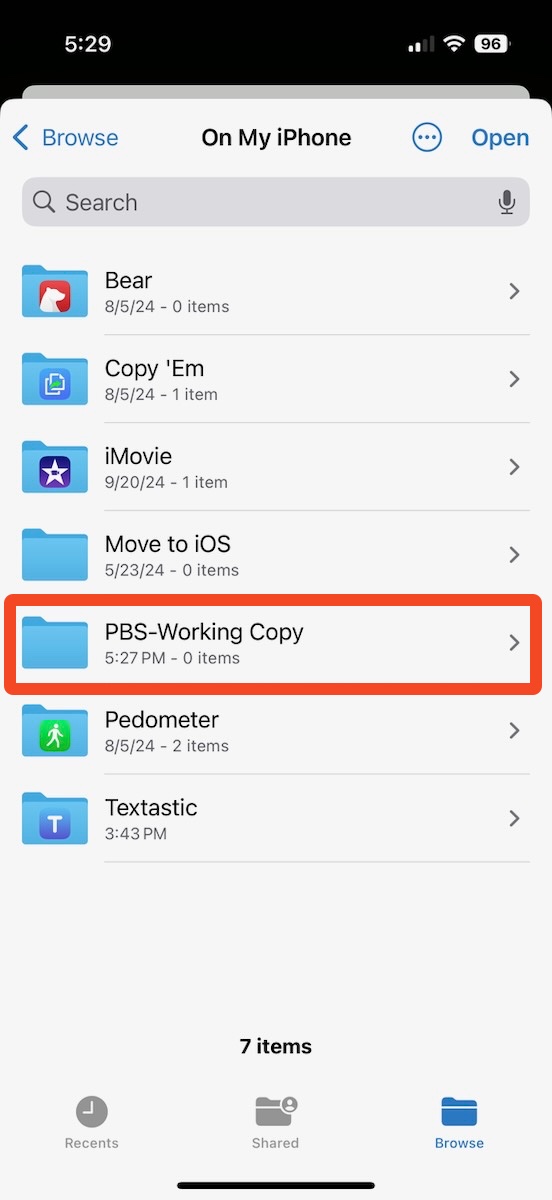 5:29
96
Browse
On My iPhone
Open
Search
Bear
8/5/24 - 0 items
Copy 'Em
8/5/24 - 1 item
iMovie
9/20/24 - 1 item
Move to iOS
5/23/24 - 0 items
PBS-Working Copy
5:27 PM - 0 items
Pedometer
8/5/24 - 2 items
T
Textastic
3:43 PM
7 items
Recents
Shared
Browse